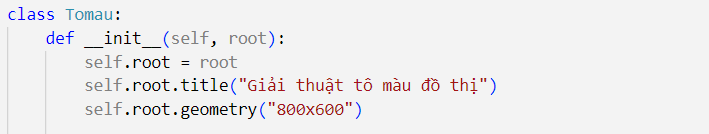 class Tomau:
    def __init__(self, root):
        self.root = root
        self.root.title("Giải thuật tô màu đồ thị")
        self.root.geometry("800x600")